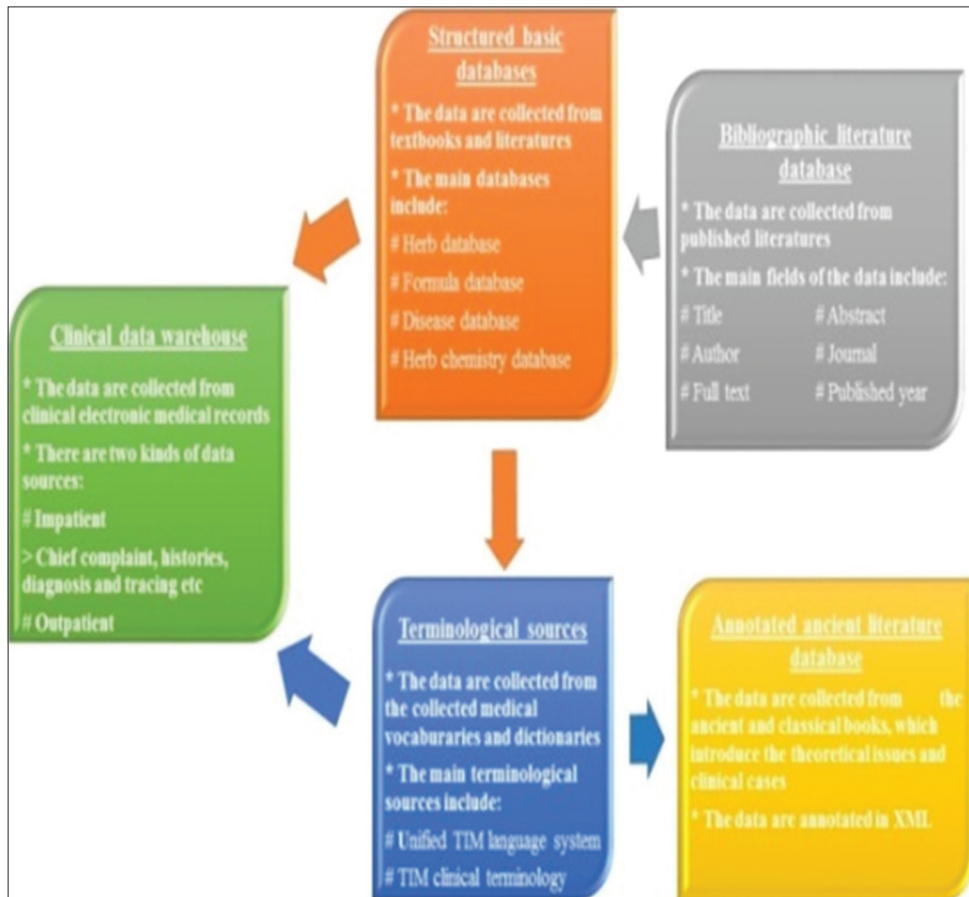 Structured basic
databases
* The data are collected from
textbooks and literatures
* The main databases
include:
# Herb database
# Formula database
# Disease database
# Herb chemistry database
Bibliographic literature
database
* The data are collected from
published literatures
* The main fields of the data include:
# Title # Abstract
# Author # Journal
# Full text # Published year
Clinical data warehouse
* The data are collected from
clinical electronic medical records
* There are two kinds of data
sources:
# Impatient
> Chief complaint, histories,
diagnosis and tracing etc
# Outpatient
Terminological sources
* The data are collected from
the collected medical
vocaburaries and dictionaries
* The main terminological
sources include:
# Unified TIM language system
# TIM clinical terminology
Annotated ancient literature
database
* The data are collected from the
ancient and classical books, which
introduce the theoretical issues and
clinical cases
* The data are annotated in XML